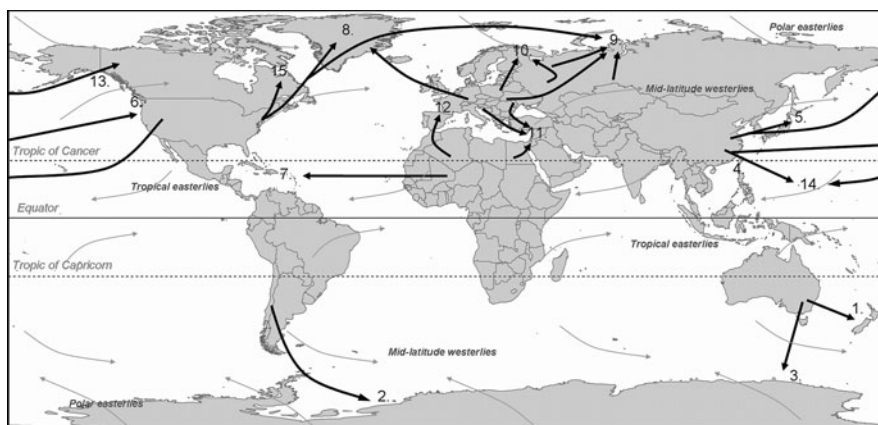 8.
Polar easterlies
9.
10.
15.
Mid-latitude westerlies
13.
6.
12
5.
11
Tropic of Cancer
4.
7.
14
Tropical easterlies
Equator
Tropical easterlies
Tropic of Capricorn
1.
Mid-latitude westerlies
3.
2.
Polar easterlies